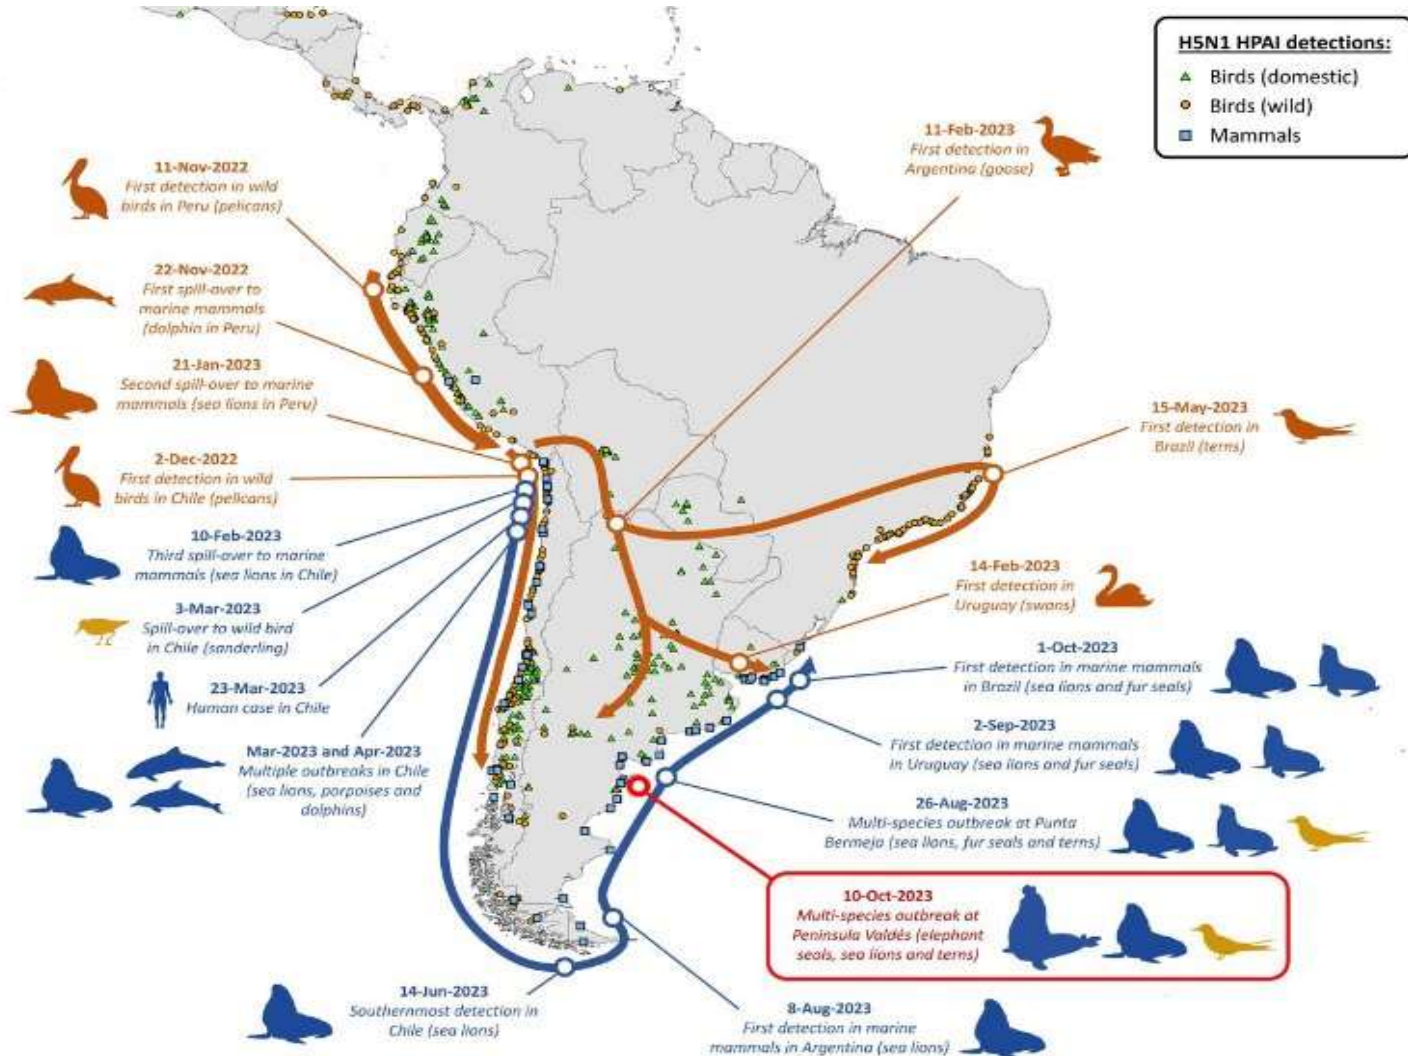 H5N1 HPAI detections:
Birds (domestic)
Birds (wild)
Mammals
11-Nov-2022
First detection in wild
birds in Peru (pelicans)
22-Nov-2022
First spill-over to
marine mammals
(dolphin in Peru)
21-Jan-2023
Second spill-over to marine
mammals (sea lions in Peru)
2-Dec-2022
First detection in wild
birds in Chile (pelicans)
10-Feb-2023
Third spill-over to marine
mammals (sea lions in Chile)
3-Mar-2023
Spill-over to wild bird
in Chile (sanderling)
23-Mar-2023
Human case in Chile
Mar-2023 and Apr-2023
Multiple outbreaks in Chile
(sea lions, porpoises and
dolphins)
14-Jun-2023
Southernmost detection in
Chile (sea lions)
11-Feb-2023
First detection in
Argentina (goose)
15-May-2023
First detection in
Brazil (terns)
14-Feb-2023
First detection in
Uruguay (swans)
1-Oct-2023
First detection in marine mammals
in Brazil (sea lions and fur seals)
2-Sep-2023
First detection in marine mammals
in Uruguay (sea lions and fur seals)
26-Aug-2023
Multi-species outbreak at Punta
Bermeja (sea lions, fur seals and terns)
10-Oct-2023
Multi-species outbreak at
Peninsula Valdés (elephant
seals, sea lions and terns)
8-Aug-2023
First detection in marine
mammals in Argentina (sea lions)